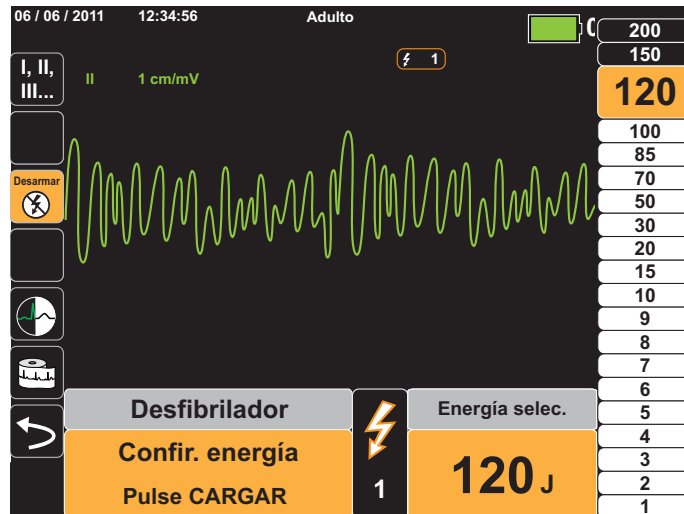 06 / 06 / 2011 12:34:56 Adulto
1
I, II,
III...
II 1 cm/mV
Desarmar
Desfibrilador
Confir. energía
Pulse CARGAR
1
Energía selec.
120 J
200
150
120
100
85
70
50
30
20
15
10
9
8
7
6
5
4
3
2
1